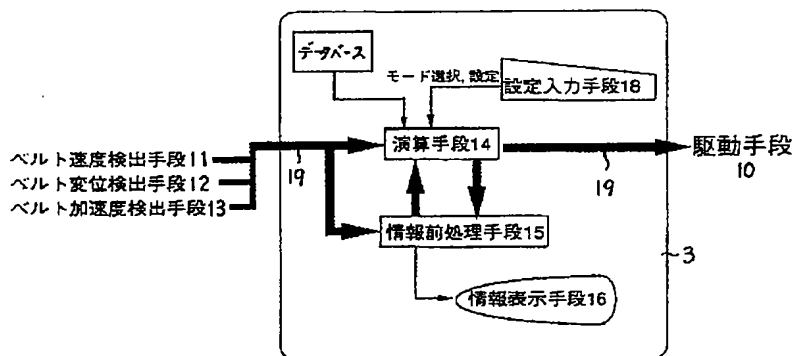 データベース
モード選択, 設定
設定入力手段18
演算手段14
駆動手段
10
ベルト速度検出手段11
ベルト変位検出手段12
ベルト加速度検出手段13
19
19
情報前処理手段15
3
情報表示手段16